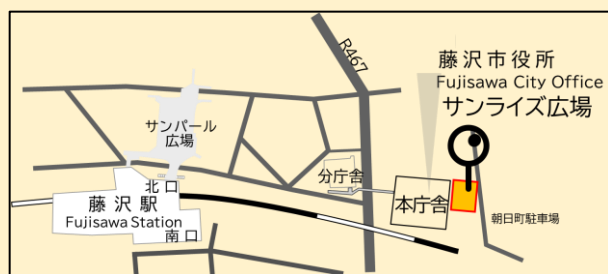 R467
藤沢市役所
Fujisawa City Office
サンライズ広場
サンパール
広場
分庁舎
本庁舎
北口
藤沢駅
Fujisawa Station
南口
朝日町駐車場